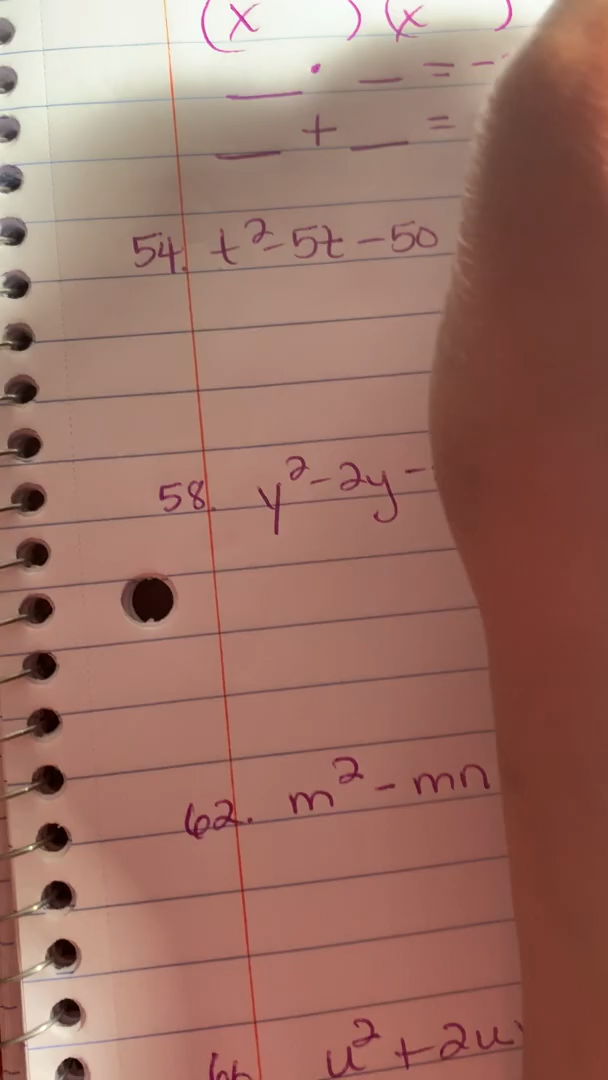 (x ) (x )
__ · __ = -
__ + __ =
54. t² - 5t - 50
58. y² - 2y -
62. m² - mn
u² + 2u